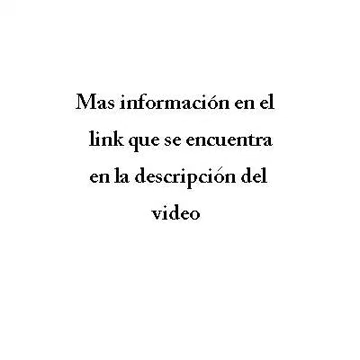 Mas información en el
link que se encuentra
en la descripción del
video